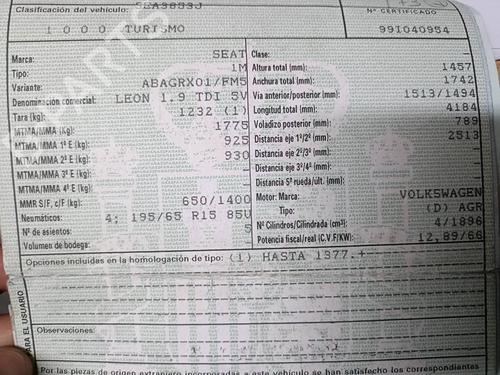 Clasificación del vehículo:
Nº CERTIFICADO
1 0 0 0 TURISMO
99I040954
Marca: SEAT
Tipo: 1M
Variante: ABAGRX01/FM5
Denominación comercial: LEON 1.9 TDI 5V
Tara (kg): 1232 (1)
MTMA/MMA (kg): 1775
MTMA/MMA 1º E (kg): 925
MTMA/MMA 2º E (kg): 930
MTMA/MMA 3º E (kg): -
MTMA/MMA 4º E (kg): -
MMR S/F, c/F (kg): 650/1400
Neumáticos: 4; 195/65 R15 85U
Nº de asientos: 5
Volumen de bodega: -
Clase: -
Altura total (mm): 1457
Anchura total (mm): 1742
Vía anterior/posterior (mm): 1513/1494
Longitud total (mm): 4184
Voladizo posterior (mm): 789
Distancia eje 1º/2º (mm): 2513
Distancia eje 2º/3º (mm): -
Distancia eje 3º/4º (mm): -
Distancia 5ª rueda/últ. (mm): -
Motor: Marca: VOLKSWAGEN
Tipo: (D) AGR
Nº Cilindros/Cilindrada (cm³): 4/1896
Potencia fiscal/real (C.V.F/KW): 12,89/66
Opciones incluidas en la homologación de tipo: (1) HASTA 1377.+
PARA EL USUARIO
Observaciones:
Por las piezas de origen extranjero incorporadas a este vehículo se han satisfecho los correspondientes